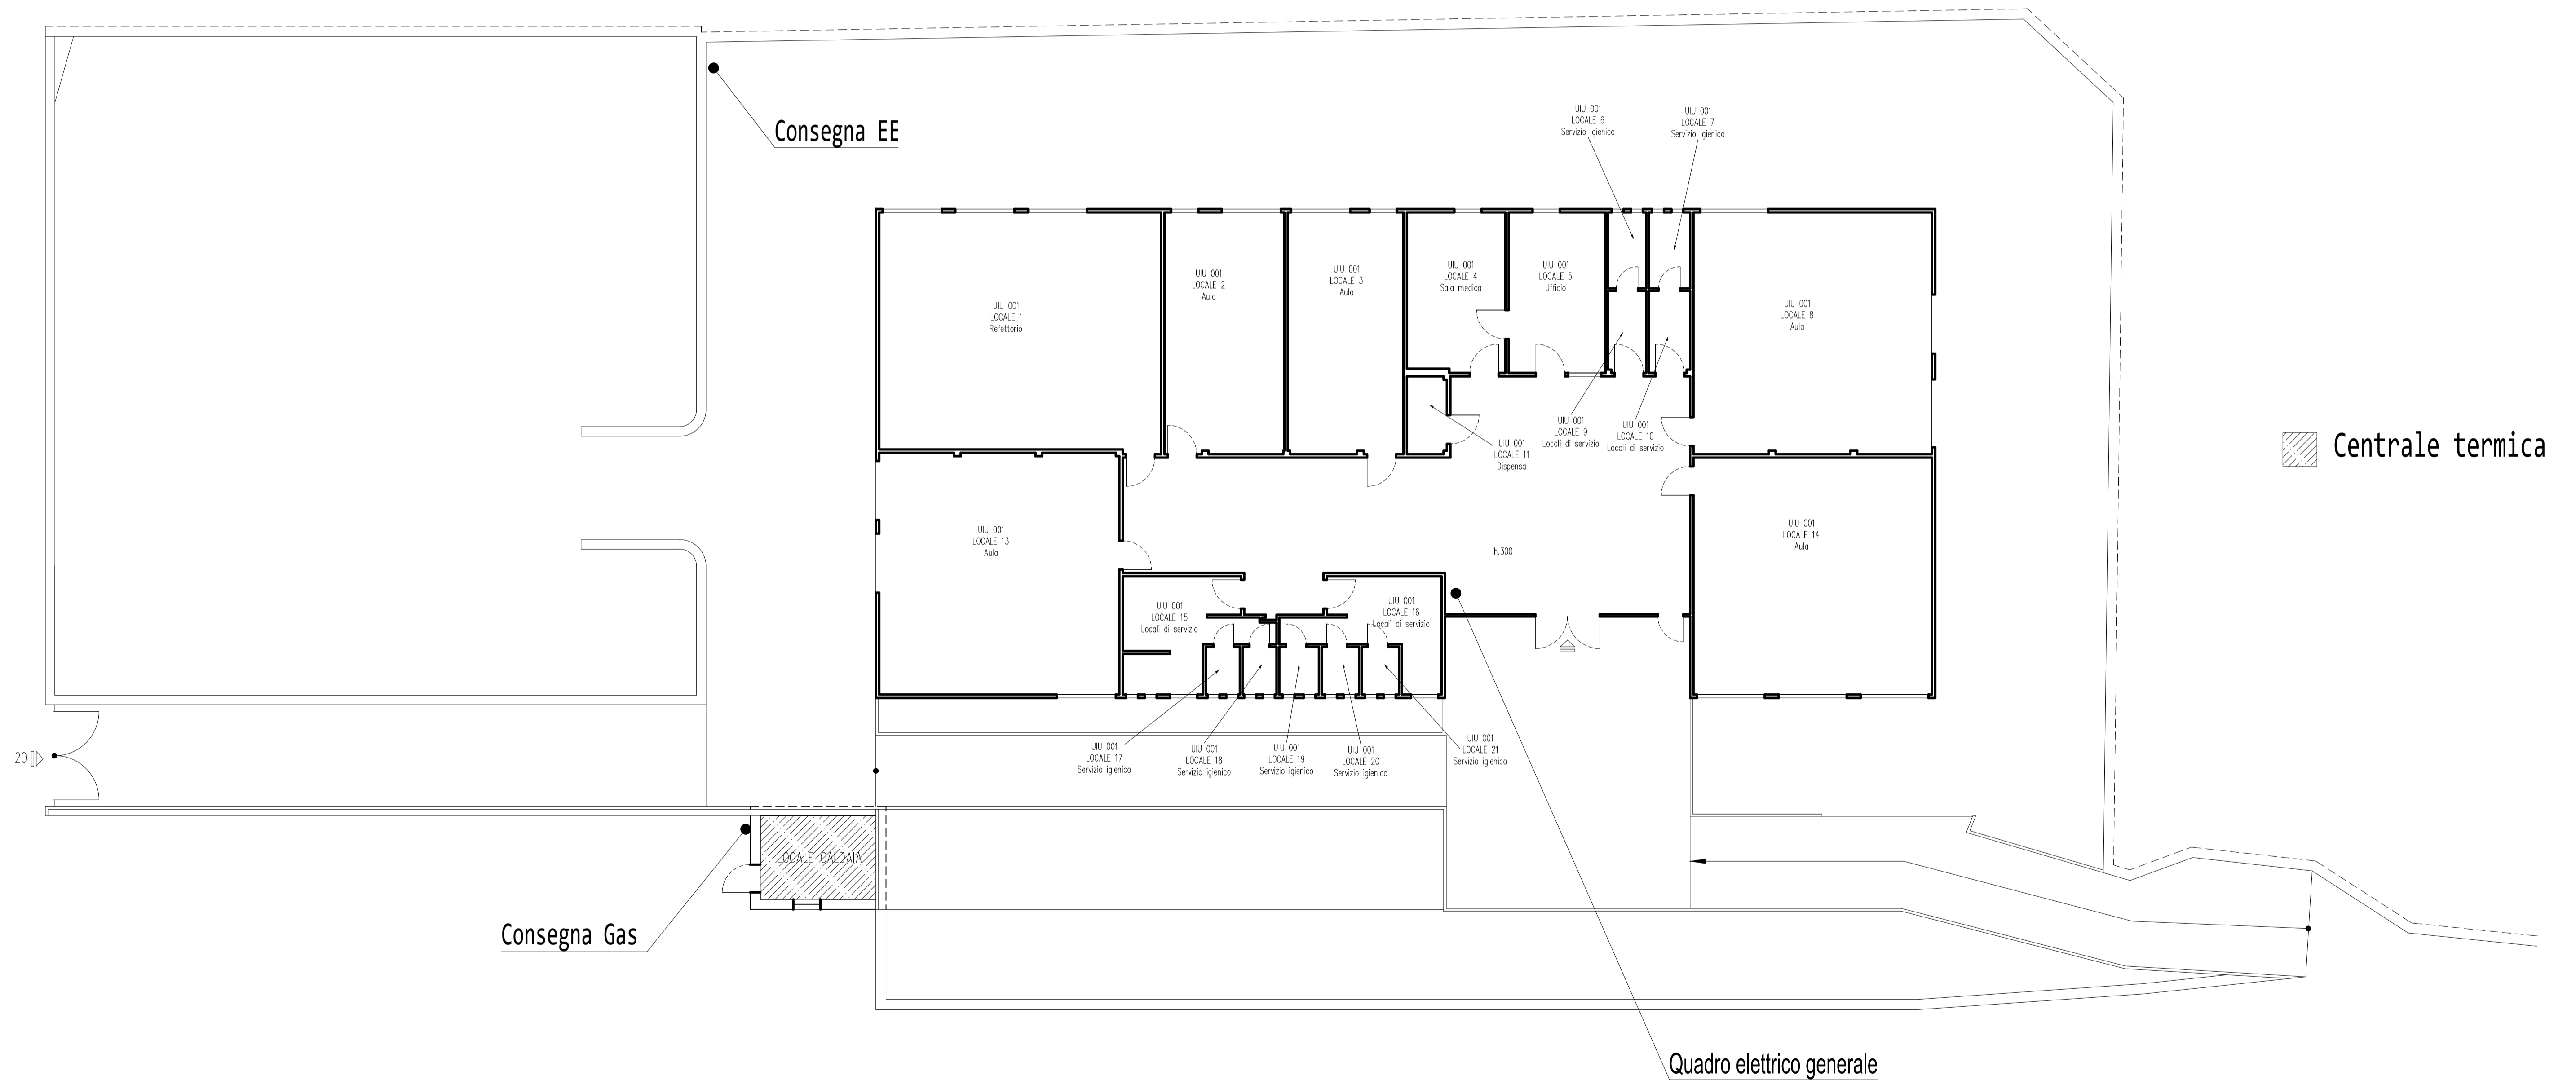 Consegna EE
UIU 001
LOCALE 6
Servizio igienico
UIU 001
LOCALE 7
Servizio igienico
UIU 001
LOCALE 1
Refettorio
UIU 001
LOCALE 2
Aula
UIU 001
LOCALE 3
Aula
UIU 001
LOCALE 4
Sala medica
UIU 001
LOCALE 5
Ufficio
UIU 001
LOCALE 8
Aula
UIU 001
LOCALE 9
Locali di servizio
UIU 001
LOCALE 10
Locali di servizio
UIU 001
LOCALE 11
Dispensa
Centrale termica
UIU 001
LOCALE 13
Aula
h.300
UIU 001
LOCALE 14
Aula
UIU 001
LOCALE 15
Locali di servizio
UIU 001
LOCALE 16
Locali di servizio
UIU 001
LOCALE 17
Servizio igienico
UIU 001
LOCALE 18
Servizio igienico
UIU 001
LOCALE 19
Servizio igienico
UIU 001
LOCALE 20
Servizio igienico
UIU 001
LOCALE 21
Servizio igienico
20
LOCALE CALDAIA
Consegna Gas
Quadro elettrico generale